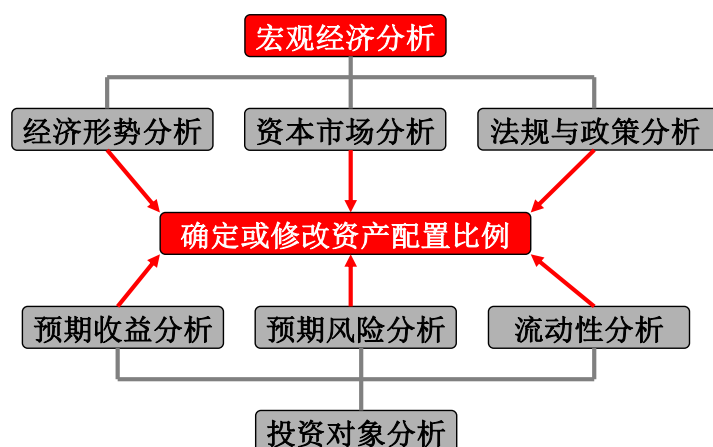 宏观经济分析
经济形势分析
资本市场分析
法规与政策分析
确定或修改资产配置比例
预期收益分析
预期风险分析
流动性分析
投资对象分析